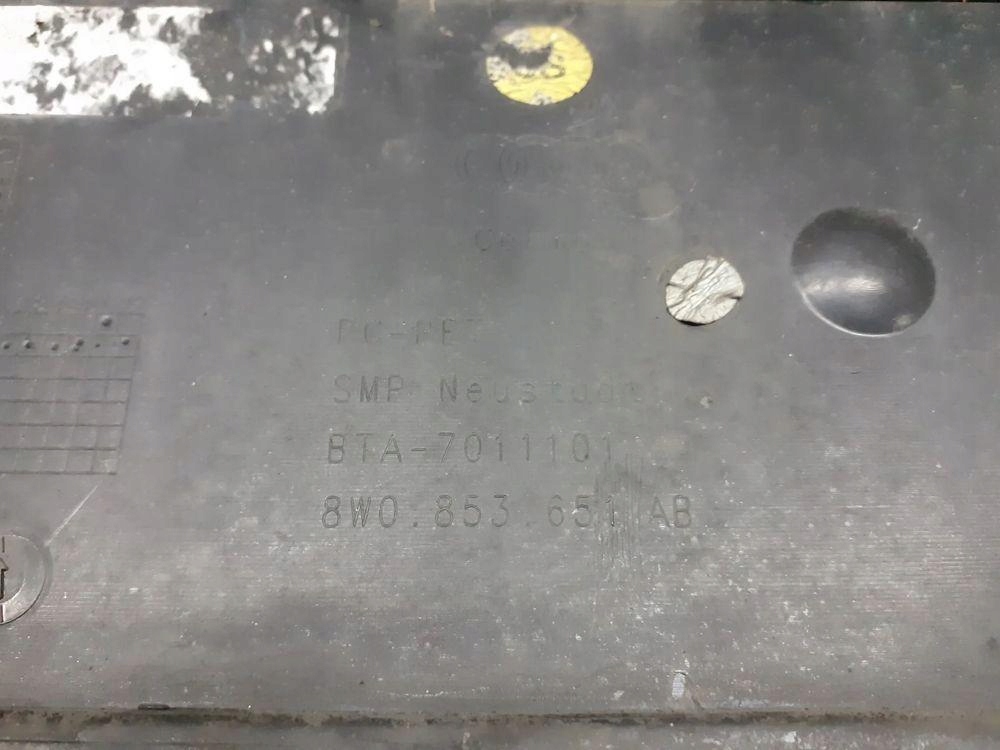 PC-PET
SMP Neustadt
BTA-7011101
8W0.853.651 AB